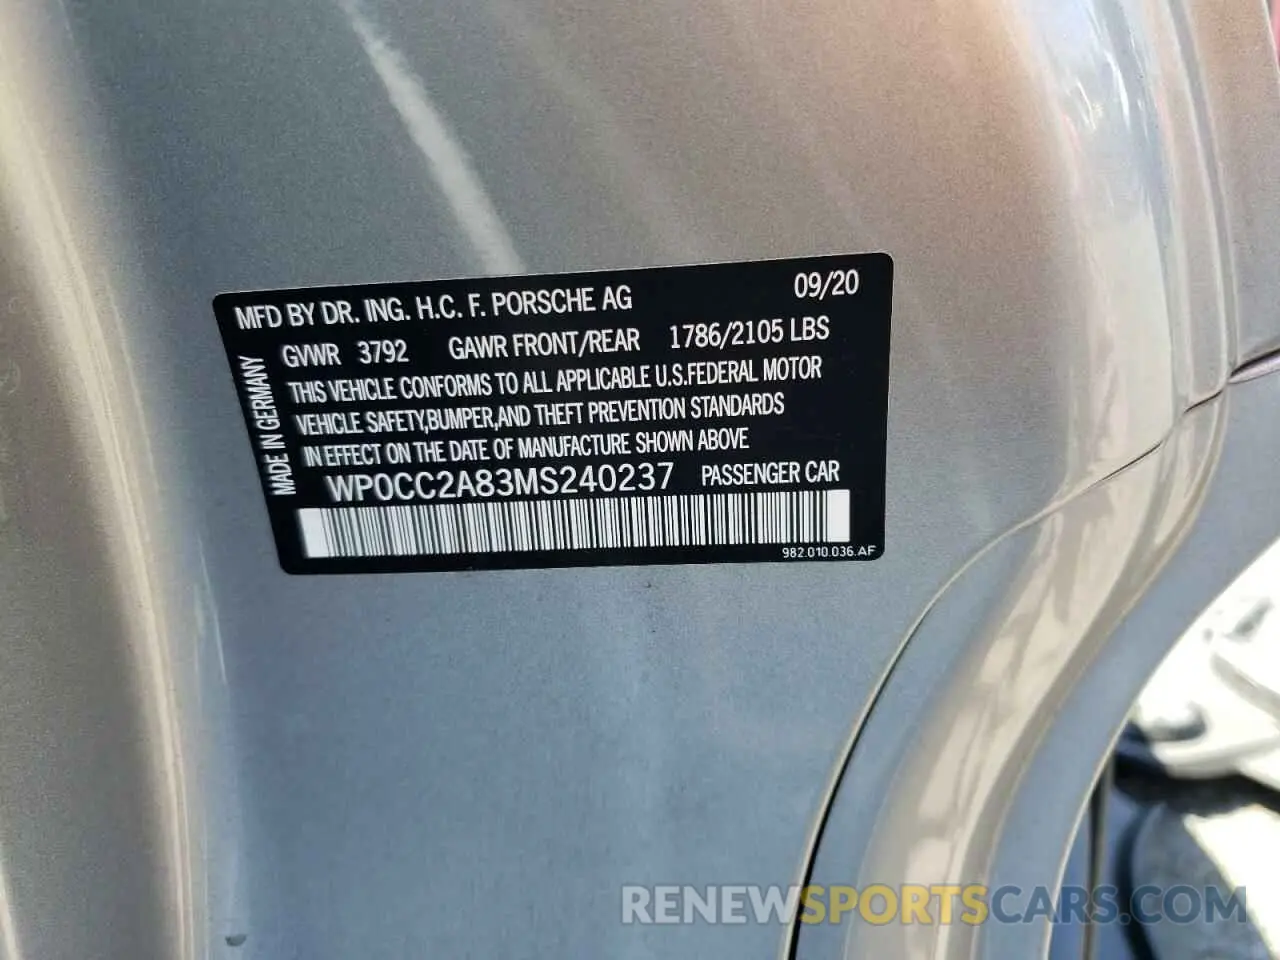 MFD BY DR. ING. H.C. F. PORSCHE AG 09/20
GVWR 3792 GAWR FRONT/REAR 1786/2105 LBS
THIS VEHICLE CONFORMS TO ALL APPLICABLE U.S.FEDERAL MOTOR
VEHICLE SAFETY,BUMPER,AND THEFT PREVENTION STANDARDS
IN EFFECT ON THE DATE OF MANUFACTURE SHOWN ABOVE
WP0CC2A83MS240237 PASSENGER CAR
MADE IN GERMANY
982.010.036.AF
RENEWSPORTSCARS.COM